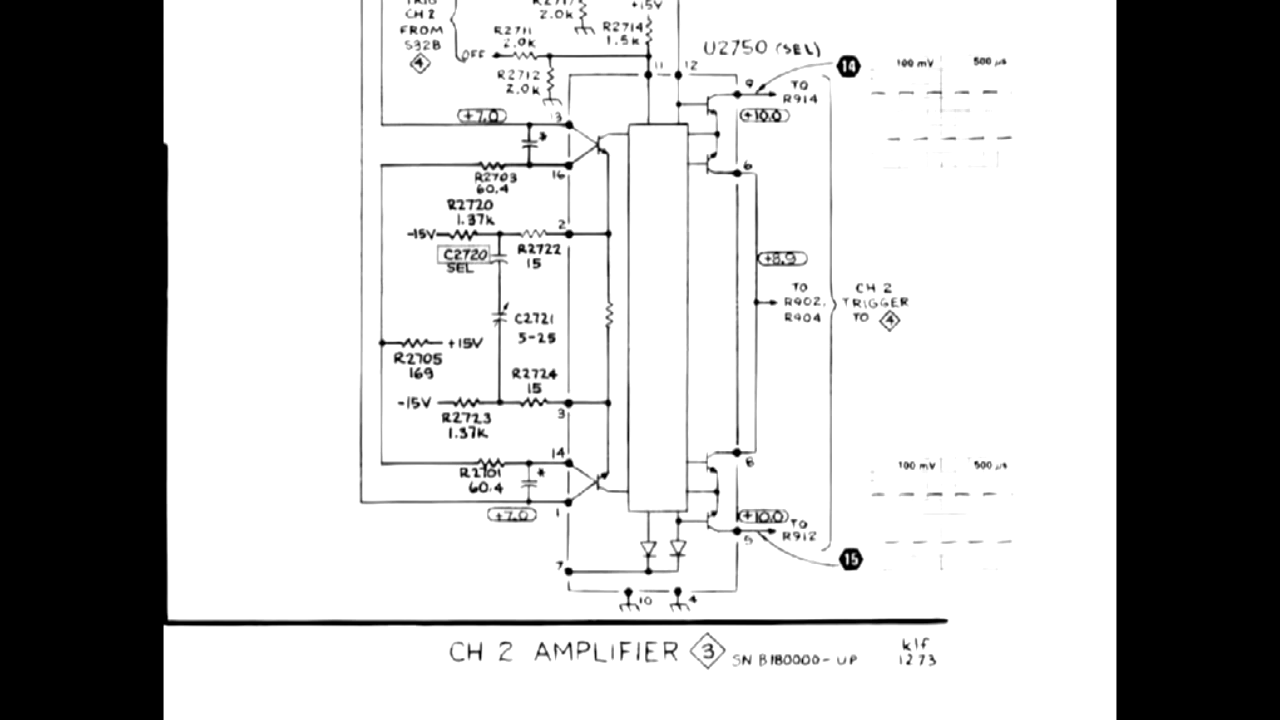 CH 2
FROM
S32B
4
OFF
R2711
2.0k
2.0k
+15V
R2714
1.5k
R2712
2.0k
11
12
U2750 (SEL)
14
9
TO
R914
+10.0
100 mV
500 µs
+7.0
13
*
16
R2703
60.4
6
R2720
1.37k
-15V
C2720
SEL
2
R2722
15
+8.9
TO
R902,
R904
CH 2
TRIGGER
TO 4
C2721
5-25
+15V
R2705
169
R2724
15
-15V
3
R2723
1.37K
14
R2701
60.4
*
+7.0
1
8
100 mV
500 µs
+10.0
TO
R912
5
15
7
10
4
CH 2 AMPLIFIER 3 SN B180000-UP
klf
1273